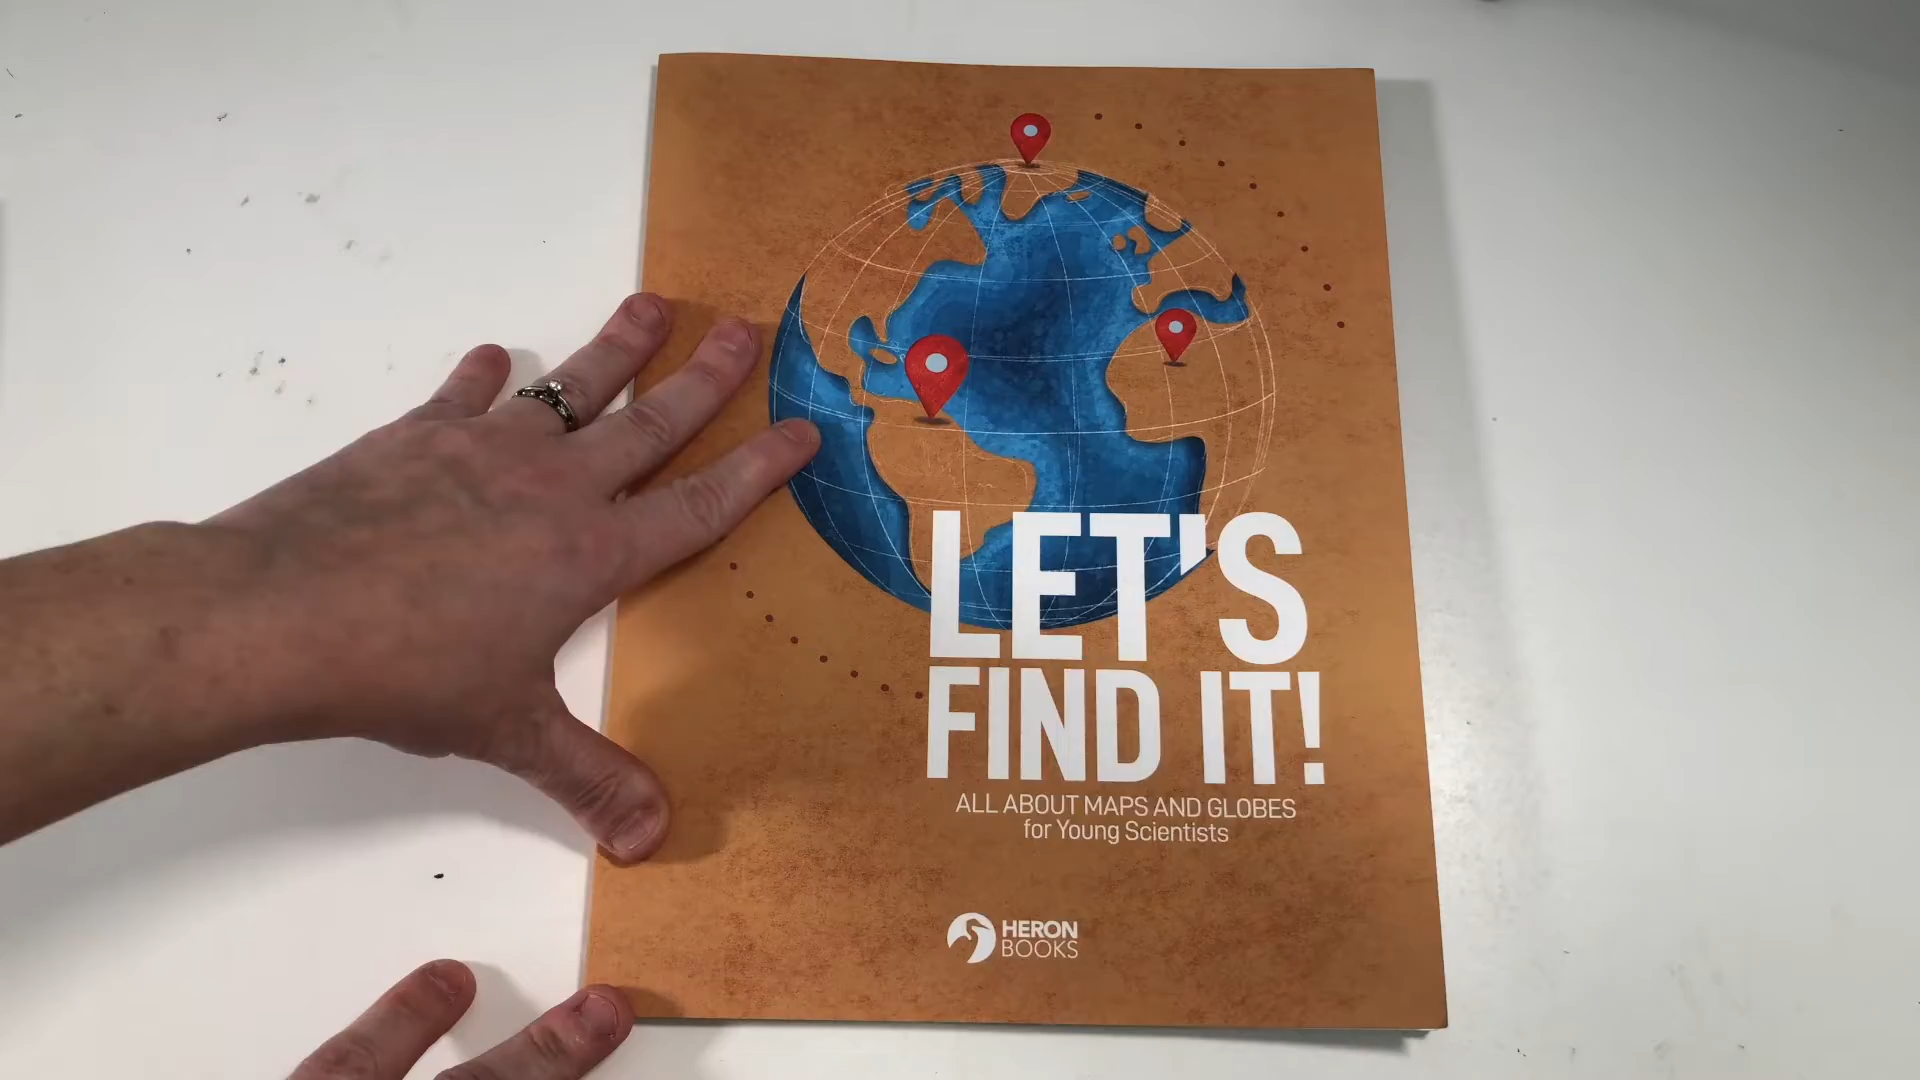 LET'S
FIND IT!
ALL ABOUT MAPS AND GLOBES
for Young Scientists
HERON
BOOKS